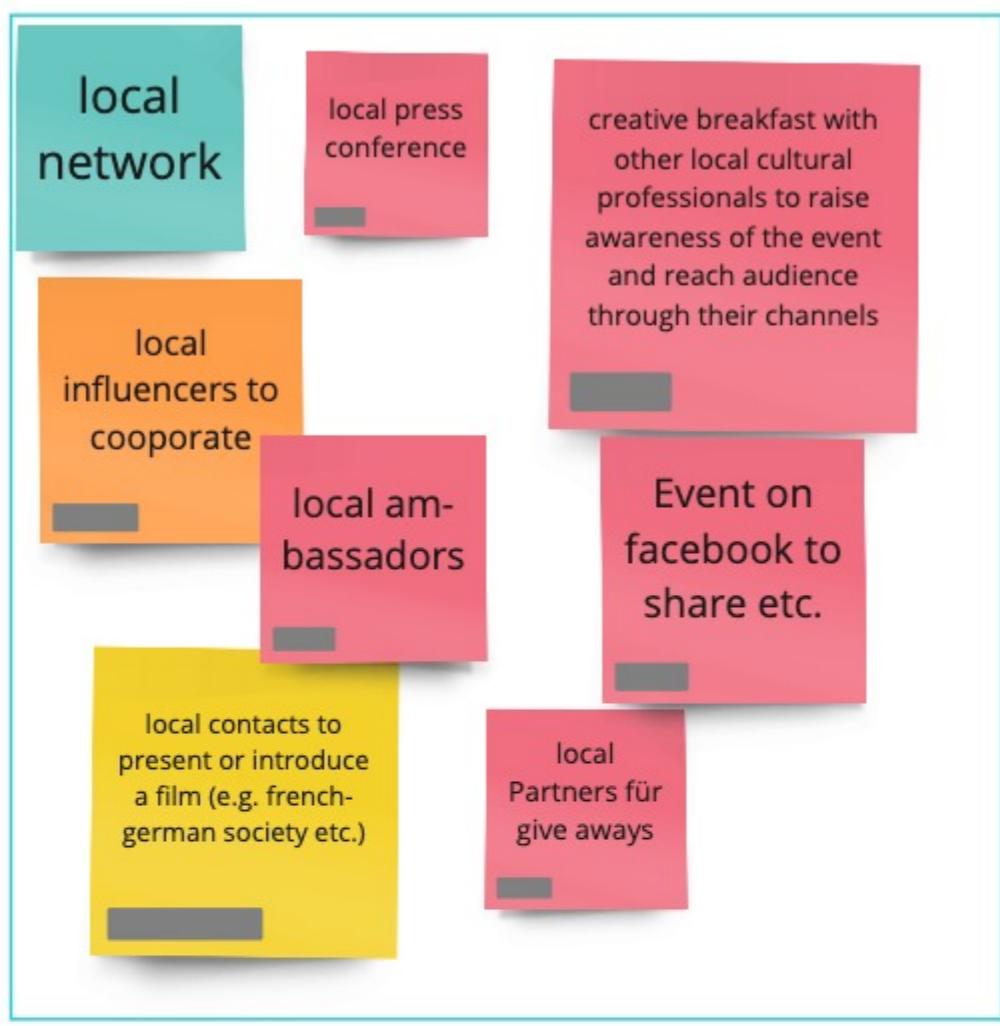 local
network
local press
conference
creative breakfast with
other local cultural
professionals to raise
awareness of the event
and reach audience
through their channels
local
influencers to
cooporate
local am-
bassadors
Event on
facebook to
share etc.
local contacts to
present or introduce
a film (e.g. french-
german society etc.)
local
Partners für
give aways